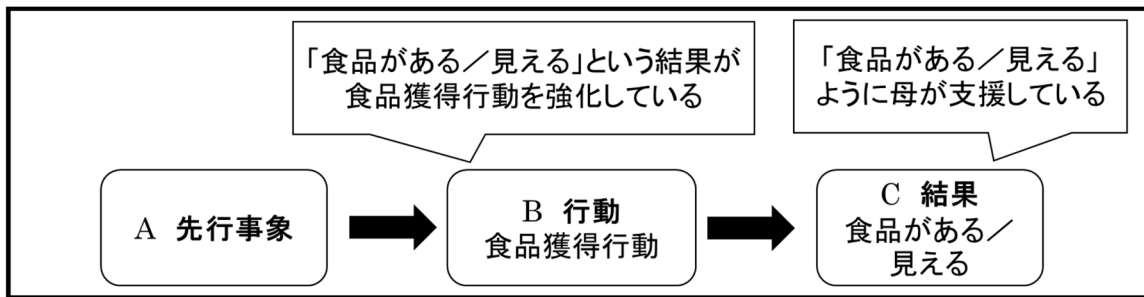 「食品がある／見える」という結果が
食品獲得行動を強化している
「食品がある／見える」
ように母が支援している
A 先行事象
B 行動
食品獲得行動
C 結果
食品がある／
見える